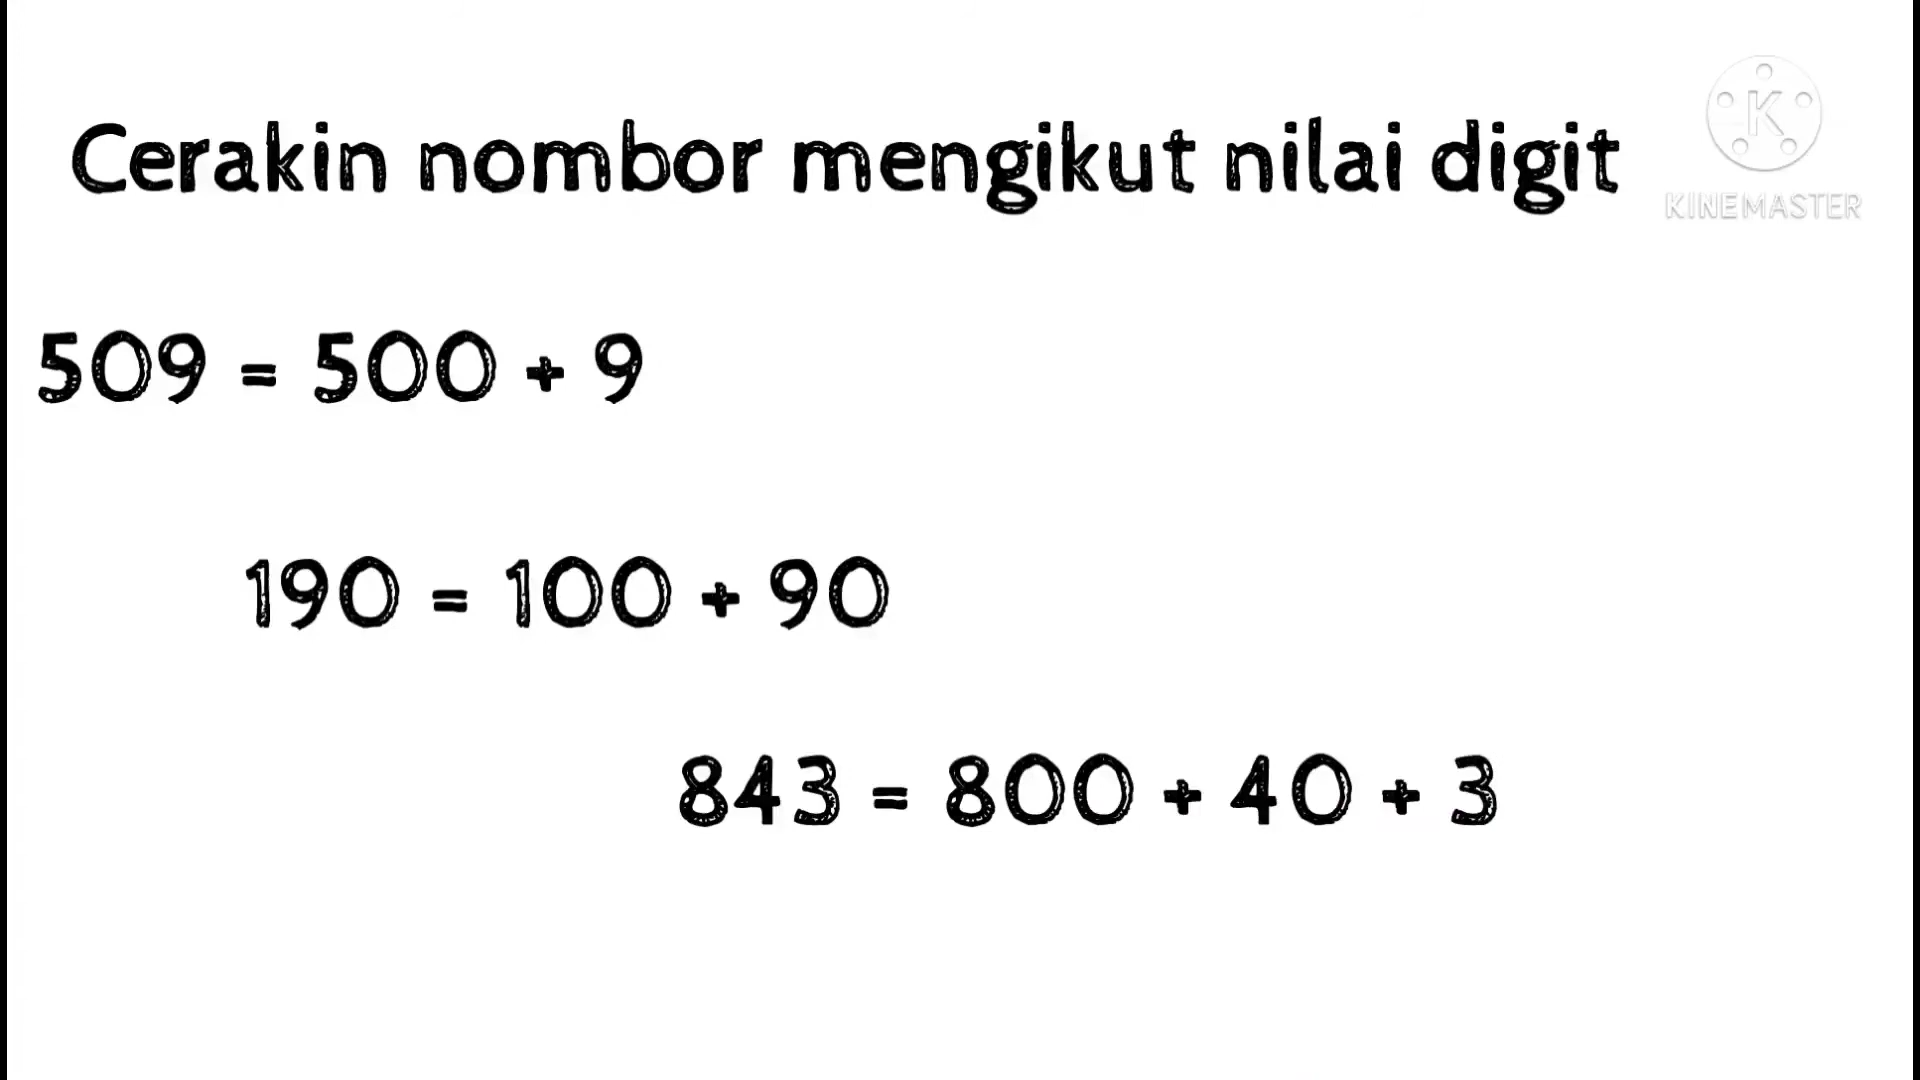 Cerakin nombor mengikut nilai digit
K
KINEMASTER
509 = 500 + 9
190 = 100 + 90
843 = 800 + 40 + 3